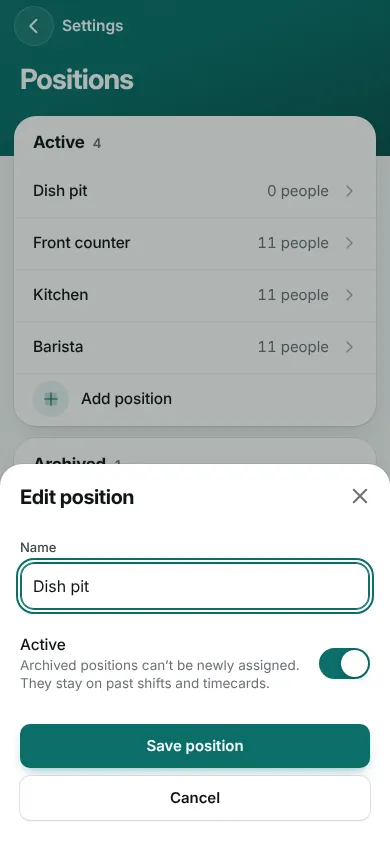 Settings
Positions
Active 4
Dish pit 0 people
Front counter 11 people
Kitchen 11 people
Barista 11 people
Add position
Archived 1
Edit position
Name
Dish pit
Active
Archived positions can’t be newly assigned.
They stay on past shifts and timecards.
Save position
Cancel